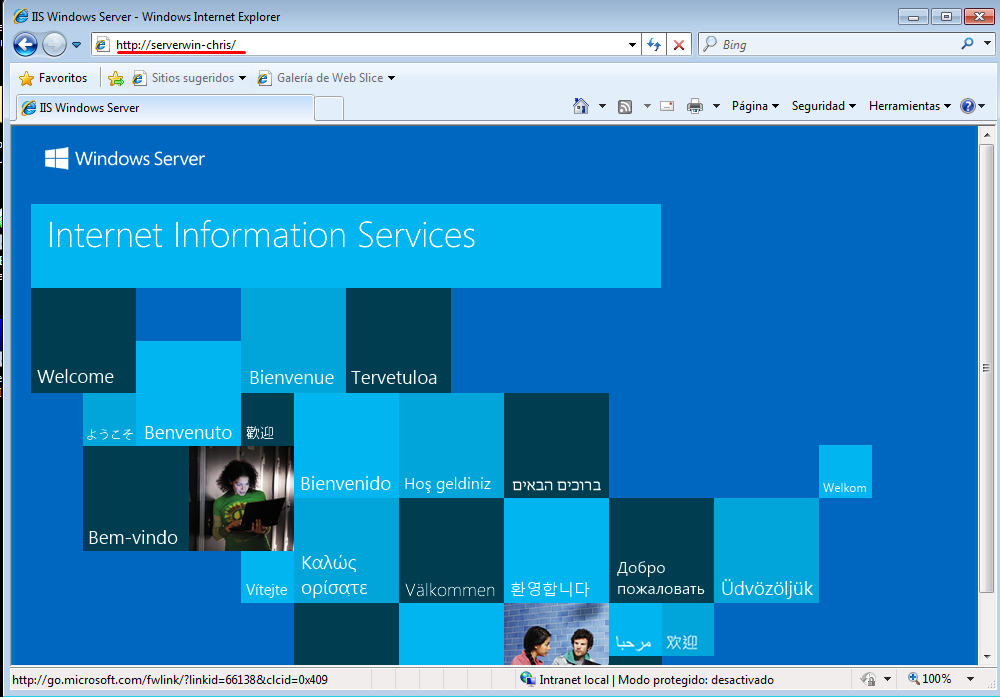 IIS Windows Server - Windows Internet Explorer
http://serverwin-chris/
Bing
Favoritos
Sitios sugeridos
Galería de Web Slice
IIS Windows Server
Página
Seguridad
Herramientas
Windows Server
Internet Information Services
Welcome
Bienvenue
Tervetuloa
ようこそ
Benvenuto
歡迎
Bienvenido
Hoş geldiniz
ברוכים הבאים
Welkom
Bem-vindo
Vítejte
Καλώς
ορίσατε
Välkommen
환영합니다
Добро
пожаловать
Üdvözöljük
مرحبا
欢迎
http://go.microsoft.com/fwlink/?linkid=66138&clcid=0x409
Intranet local | Modo protegido: desactivado
100%